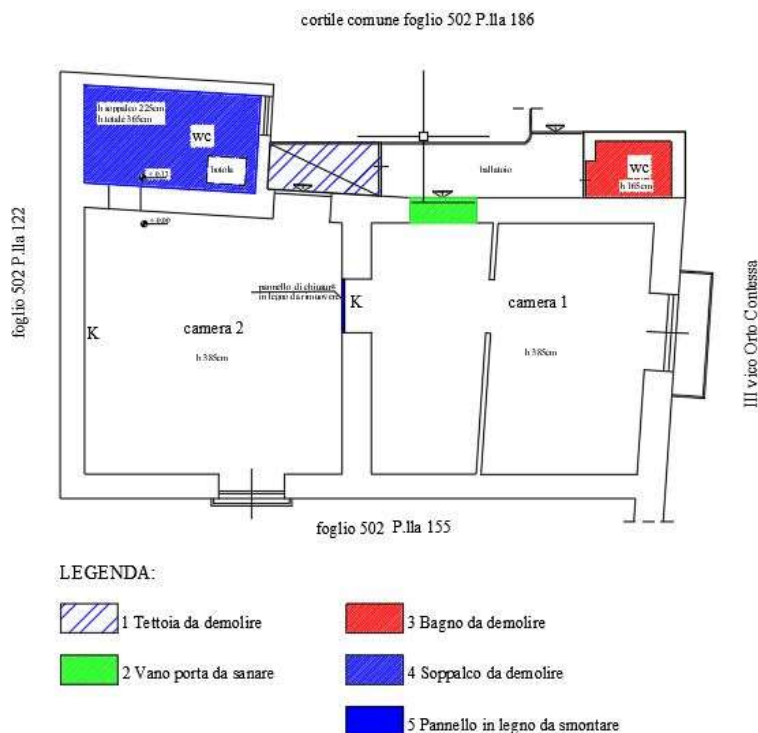 cortile comune foglio 502 P.lla 186
h soppalco 225cm
h totale 365cm
wc
botola
ballatoio
wc
h 165cm
± 0.00
foglio 502 P.lla 122
pannello di chiusura
in legno da rimuovere
K
K
camera 2
h 385cm
camera 1
h 385cm
III vico Orto Contessa
foglio 502 P.lla 155
LEGENDA:
1 Tettoia da demolire
3 Bagno da demolire
2 Vano porta da sanare
4 Soppalco da demolire
5 Pannello in legno da smontare